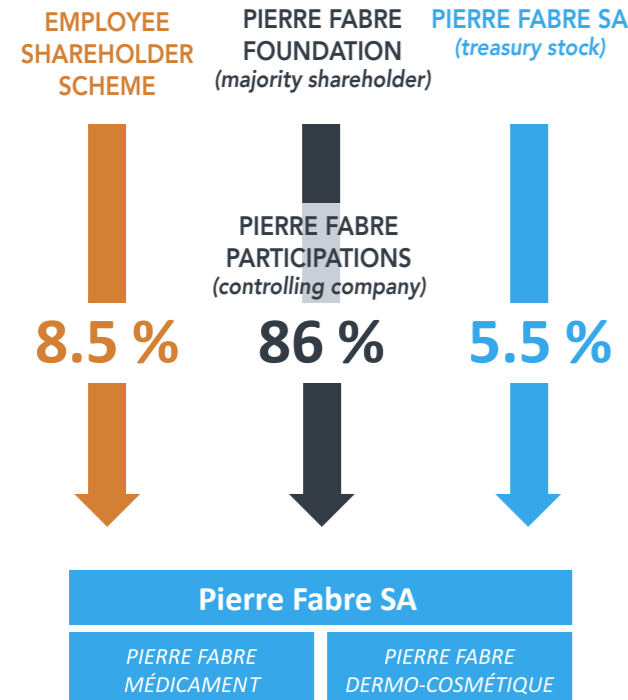 EMPLOYEE
SHAREHOLDER
SCHEME
PIERRE FABRE
FOUNDATION
(majority shareholder)
PIERRE FABRE SA
(treasury stock)
PIERRE FABRE
PARTICIPATIONS
(controlling company)
8.5 %
86 %
5.5 %
Pierre Fabre SA
PIERRE FABRE
MÉDICAMENT
PIERRE FABRE
DERMO-COSMÉTIQUE